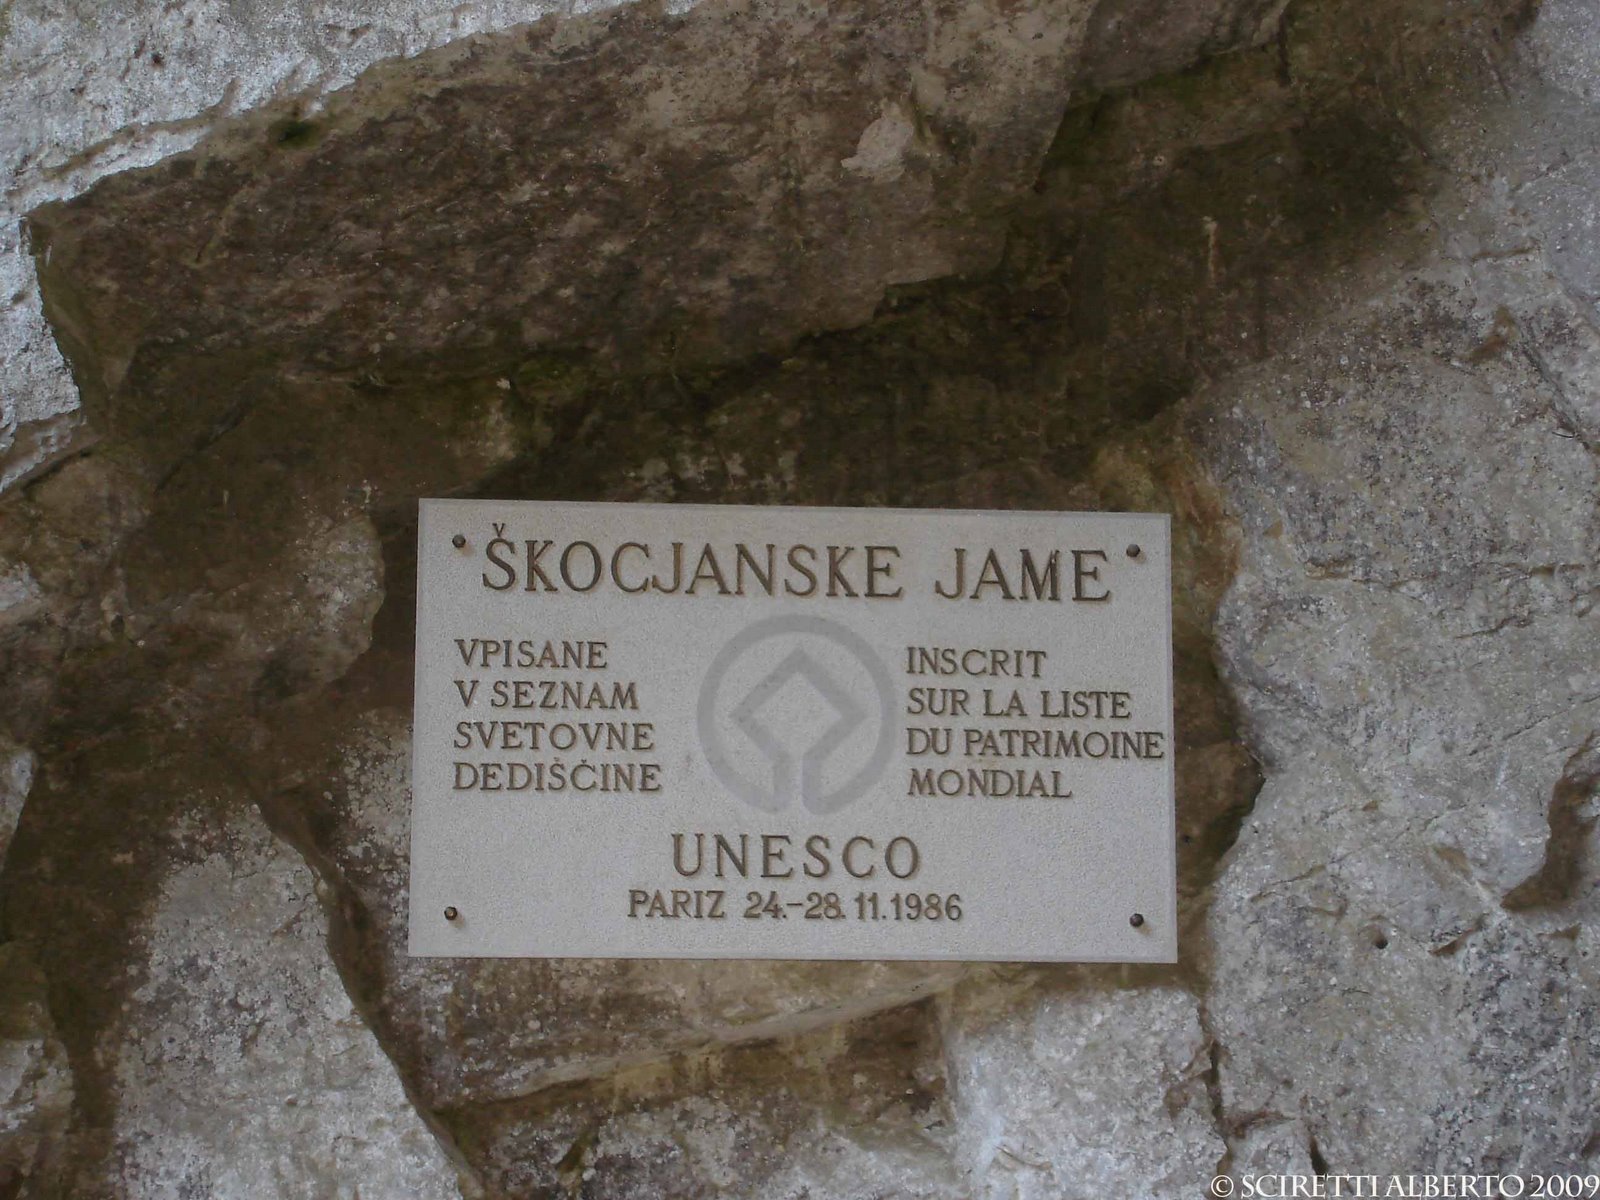 ŠKOCJANSKE JAME
VPISANE
V SEZNAM
SVETOVNE
DEDIŠČINE
INSCRIT
SUR LA LISTE
DU PATRIMOINE
MONDIAL
UNESCO
PARIZ 24.-28. 11. 1986
© SCIRETTI ALBERTO 2009